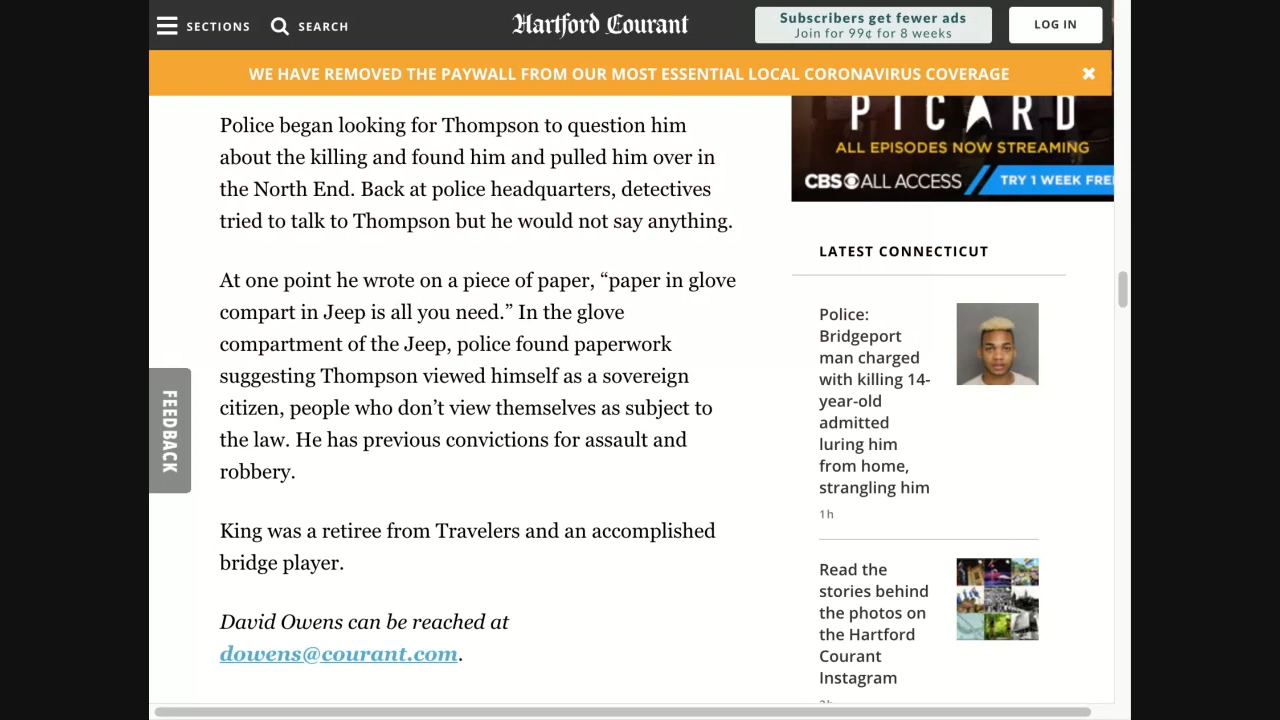 SECTIONS
SEARCH
Hartford Courant
Subscribers get fewer ads
Join for 99¢ for 8 weeks
LOG IN
WE HAVE REMOVED THE PAYWALL FROM OUR MOST ESSENTIAL LOCAL CORONAVIRUS COVERAGE
Police began looking for Thompson to question him
about the killing and found him and pulled him over in
the North End. Back at police headquarters, detectives
tried to talk to Thompson but he would not say anything.
At one point he wrote on a piece of paper, “paper in glove
compart in Jeep is all you need.” In the glove
compartment of the Jeep, police found paperwork
suggesting Thompson viewed himself as a sovereign
citizen, people who don’t view themselves as subject to
the law. He has previous convictions for assault and
robbery.
King was a retiree from Travelers and an accomplished
bridge player.
David Owens can be reached at
dowens@courant.com.
FEEDBACK
PICARD
ALL EPISODES NOW STREAMING
CBS ALL ACCESS
TRY 1 WEEK FRE
LATEST CONNECTICUT
Police:
Bridgeport
man charged
with killing 14-
year-old
admitted
luring him
from home,
strangling him
1h
Read the
stories behind
the photos on
the Hartford
Courant
Instagram